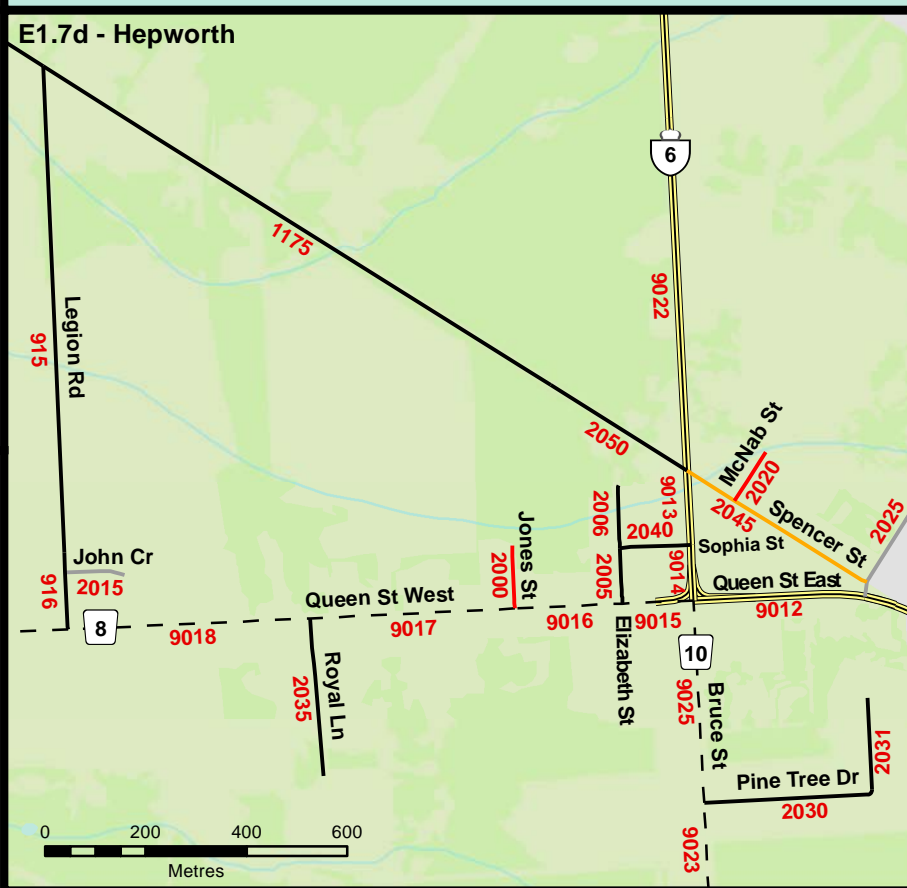 E1.7d - Hepworth
6
1175
9022
Legion Rd
915
2050
McNab St
2020
9013
2045
Spencer St
2025
2006
2040
Sophia St
Jones St
2000
2005
9014
Queen St East
John Cr
2015
916
8
9018
Queen St West
9017
9016
9015
9012
Elizabeth St
10
Royal Ln
2035
9025
Bruce St
2031
Pine Tree Dr
2030
9023
0 200 400 600
Metres